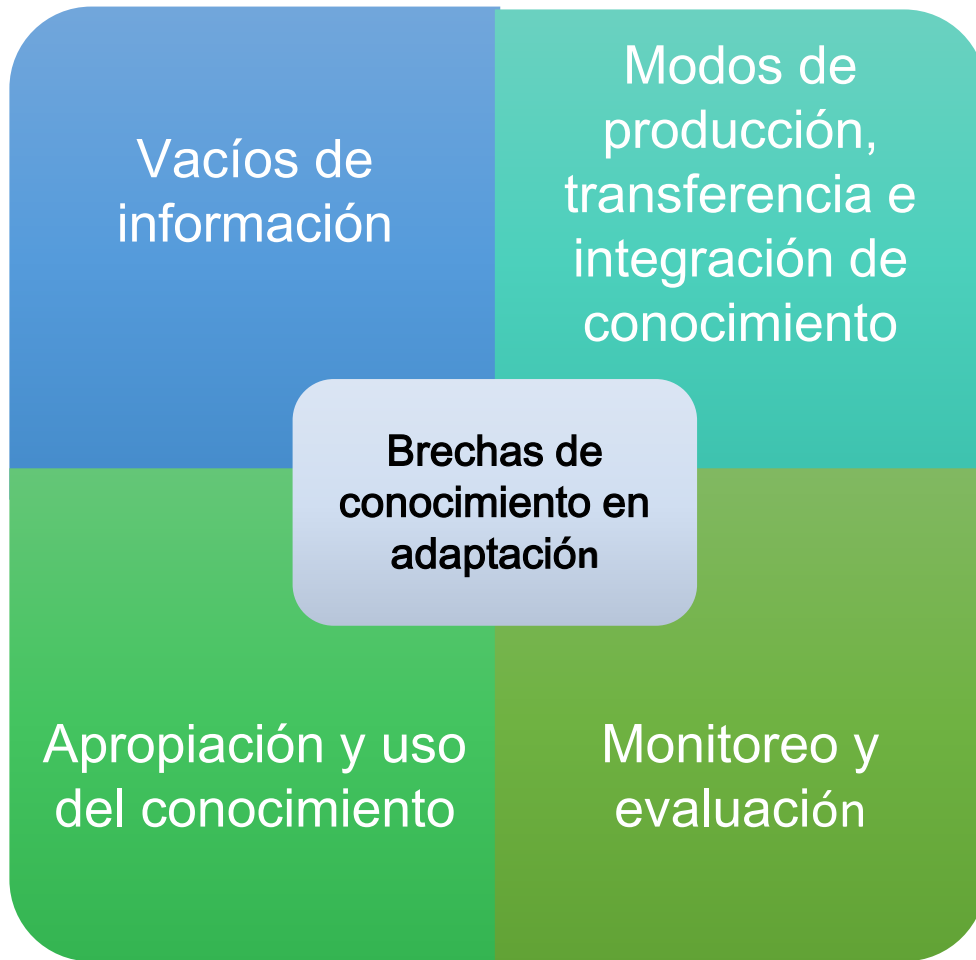 Vacíos de
información
Modos de
producción,
transferencia e
integración de
conocimiento
Brechas de
conocimiento en
adaptación
Apropiación y uso
del conocimiento
Monitoreo y
evaluación